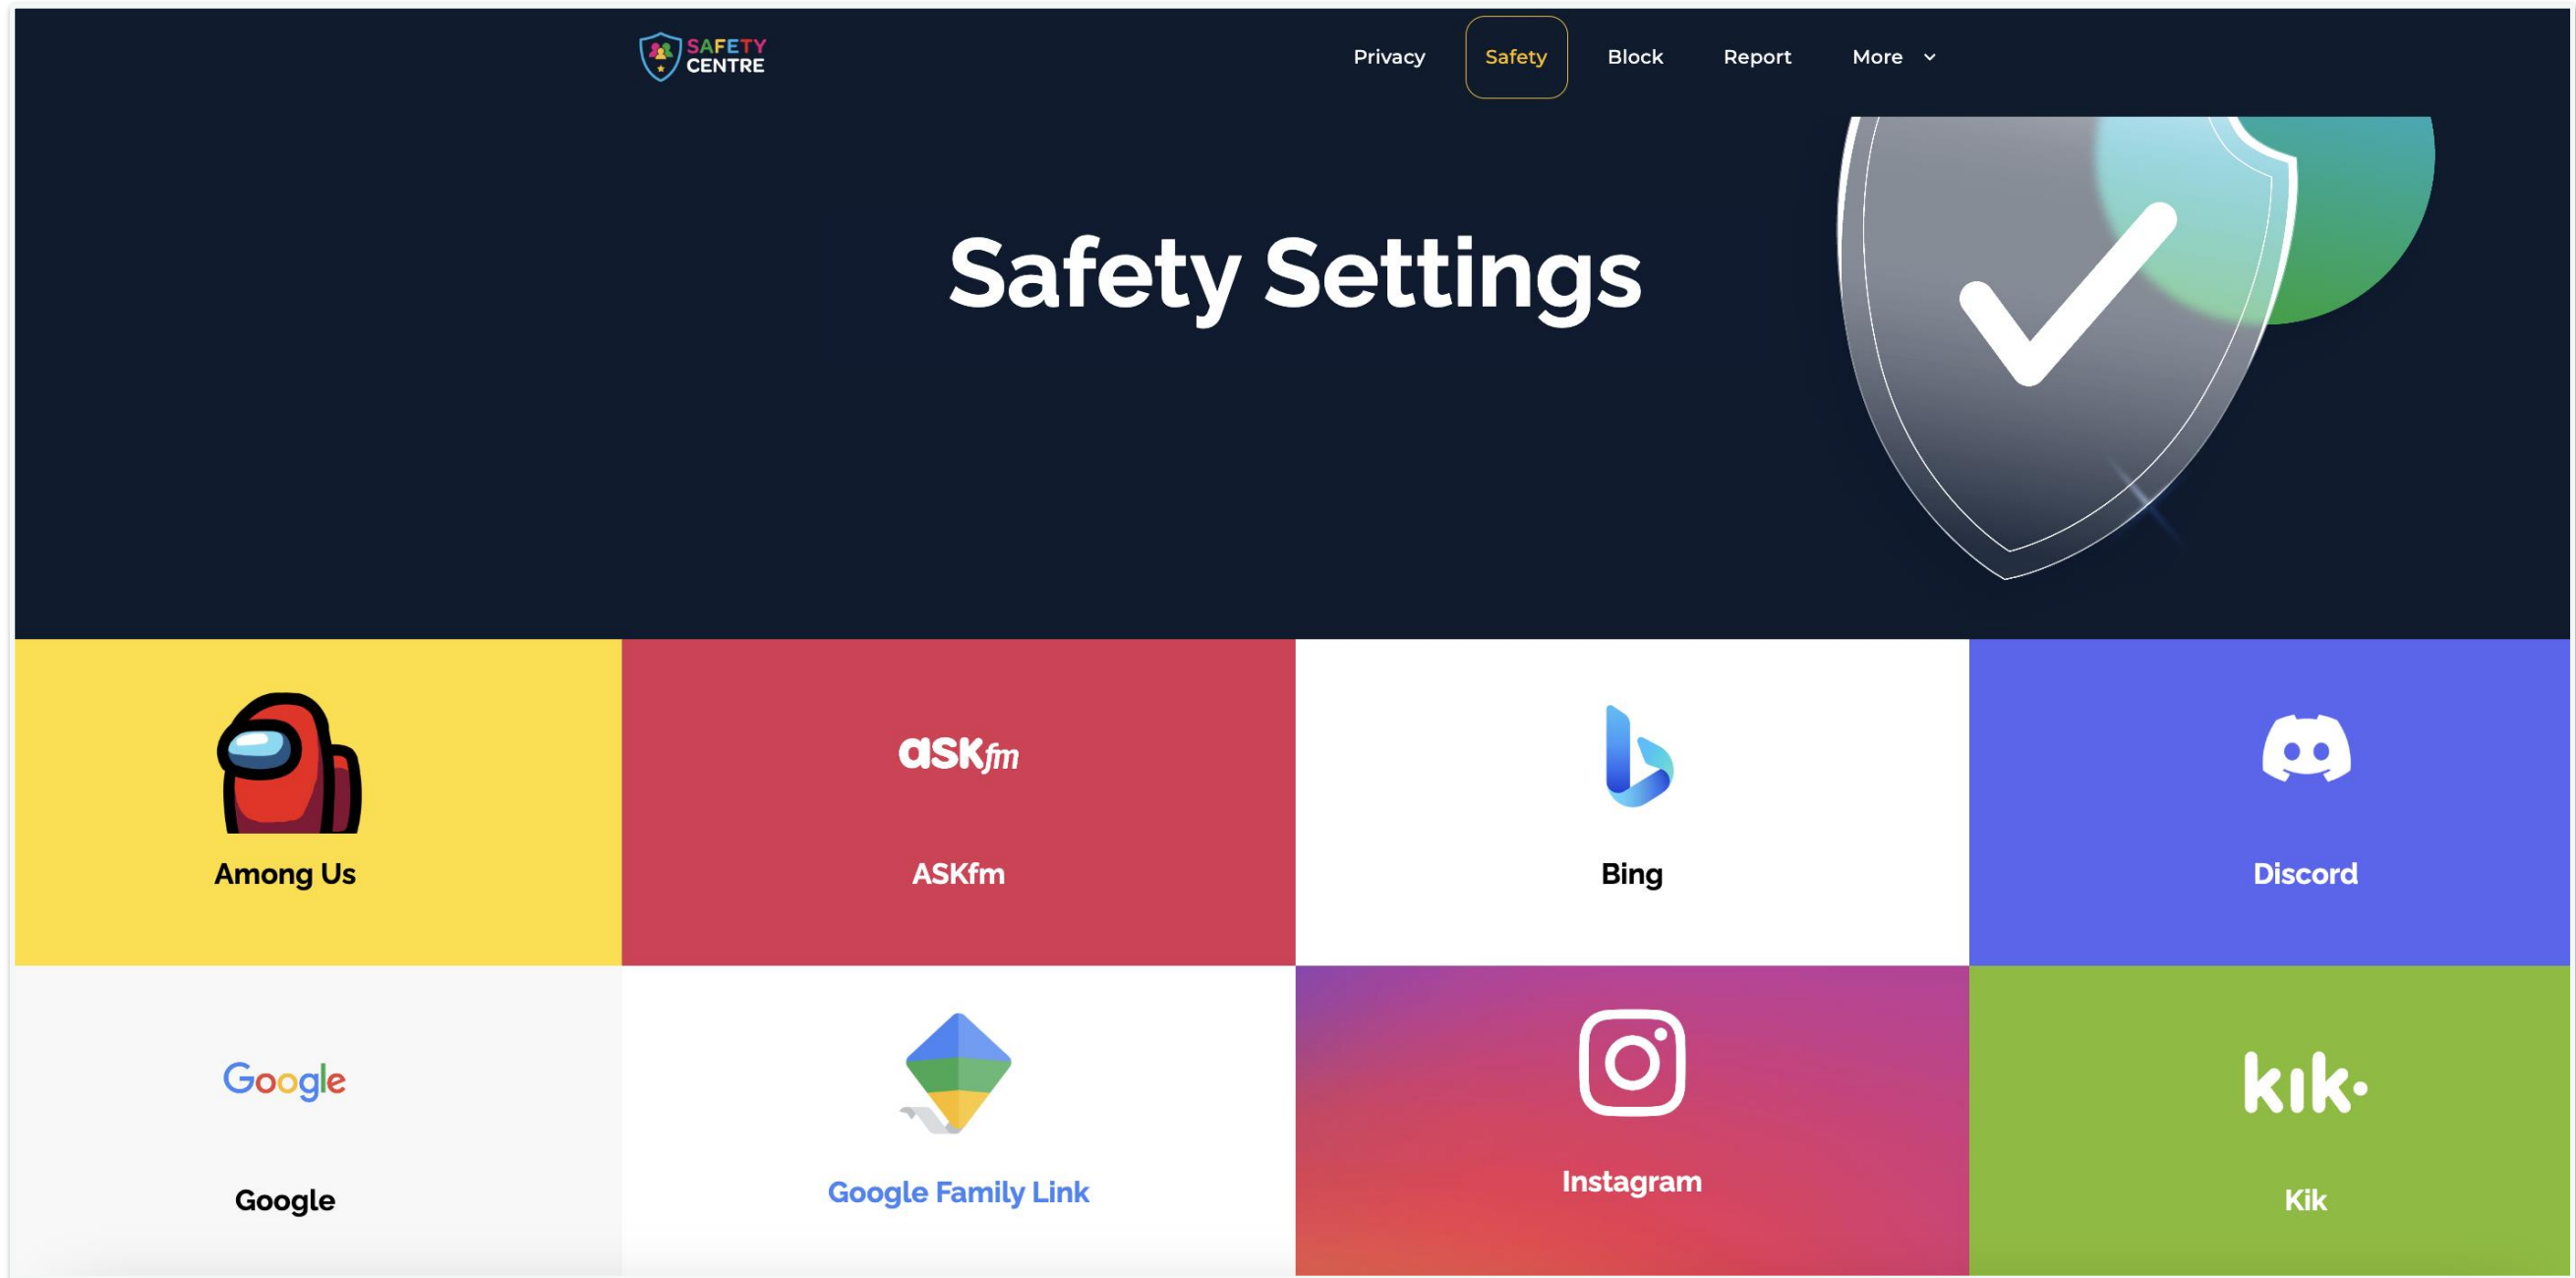 SAFETY
CENTRE
Privacy Safety Block Report More
Safety Settings
ASKfm
Among Us ASKfm Bing Discord
Google kik.
Google Google Family Link Instagram Kik